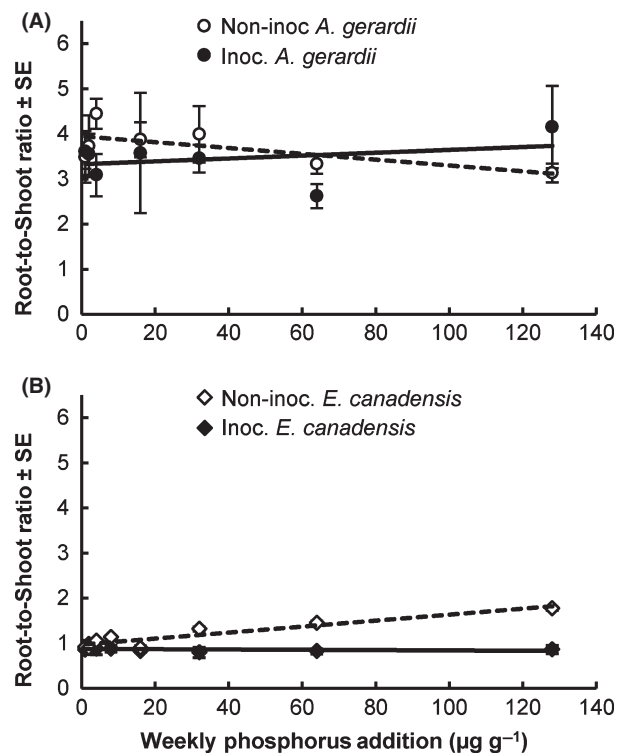 (A)
Non-inoc A. gerardii
Inoc. A. gerardii
Root-to-Shoot ratio ± SE
6
5
4
3
2
1
0
0 20 40 60 80 100 120 140
(B)
Non-inoc. E. canadensis
Inoc. E. canadensis
Root-to-Shoot ratio ± SE
6
5
4
3
2
1
0
0 20 40 60 80 100 120 140
Weekly phosphorus addition (µg g⁻¹)